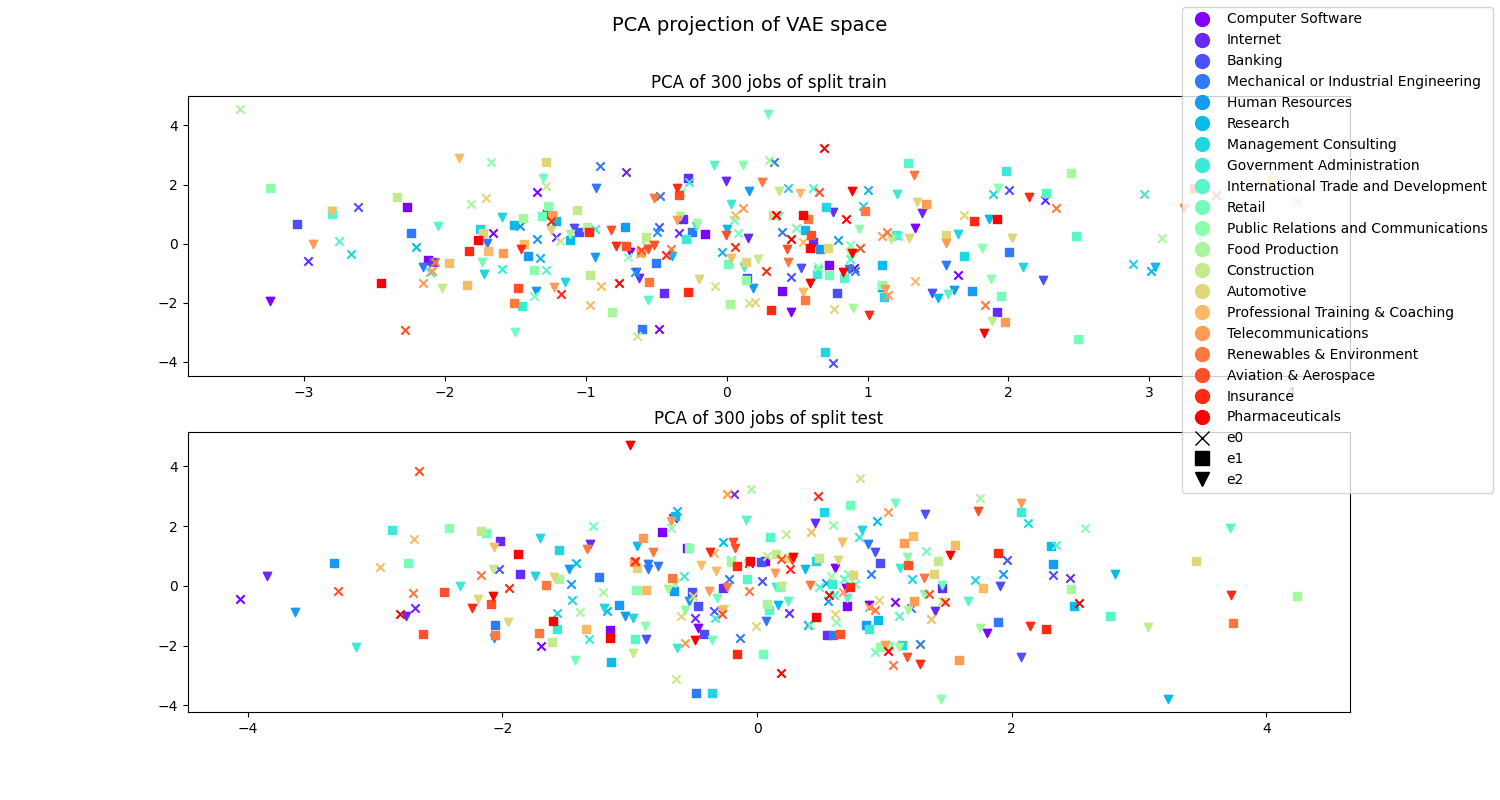 PCA projection of VAE space
PCA of 300 jobs of split train
4
2
0
−2
−4
−3
−2
−1
0
1
2
3
4
PCA of 300 jobs of split test
4
2
0
−2
−4
−4
−2
0
2
4
Computer Software
Internet
Banking
Mechanical or Industrial Engineering
Human Resources
Research
Management Consulting
Government Administration
International Trade and Development
Retail
Public Relations and Communications
Food Production
Construction
Automotive
Professional Training & Coaching
Telecommunications
Renewables & Environment
Aviation & Aerospace
Insurance
Pharmaceuticals
e0
e1
e2